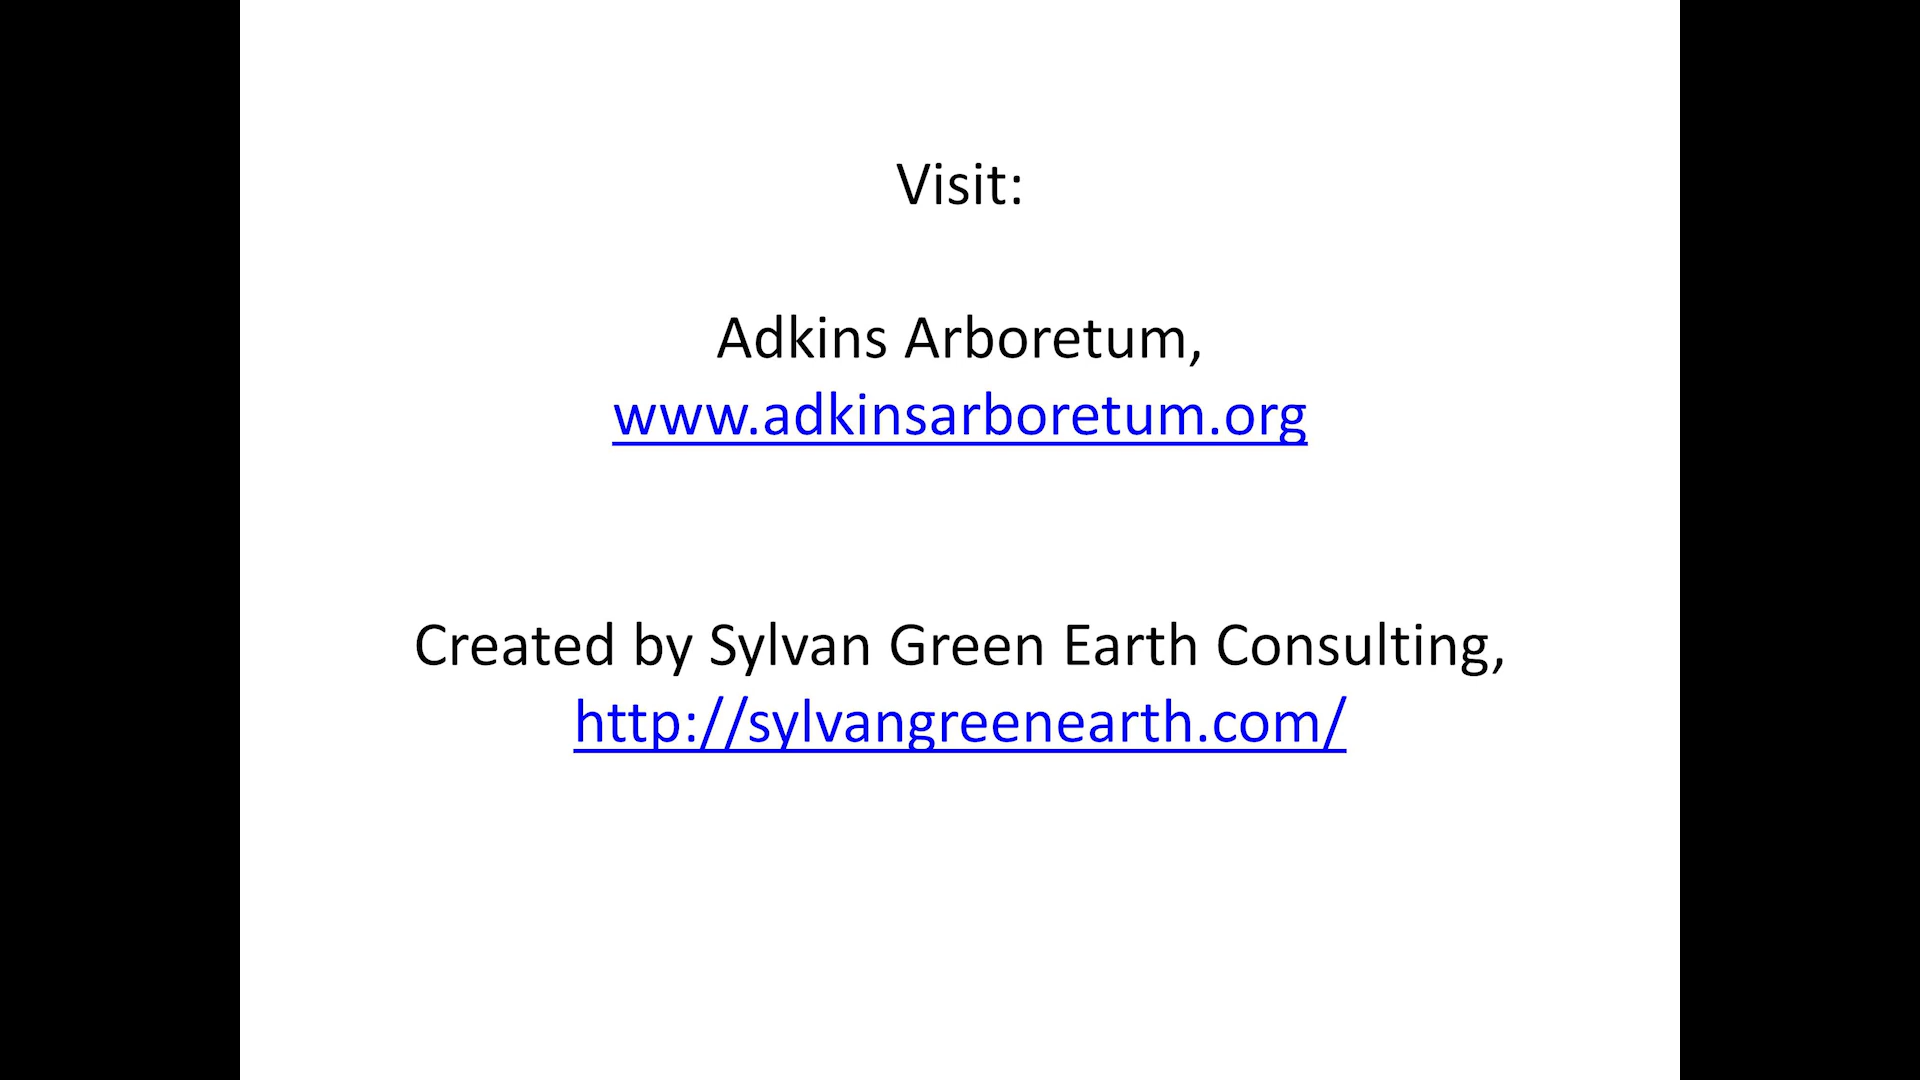 Visit:
Adkins Arboretum,
www.adkinsarboretum.org
Created by Sylvan Green Earth Consulting,
http://sylvangreenearth.com/